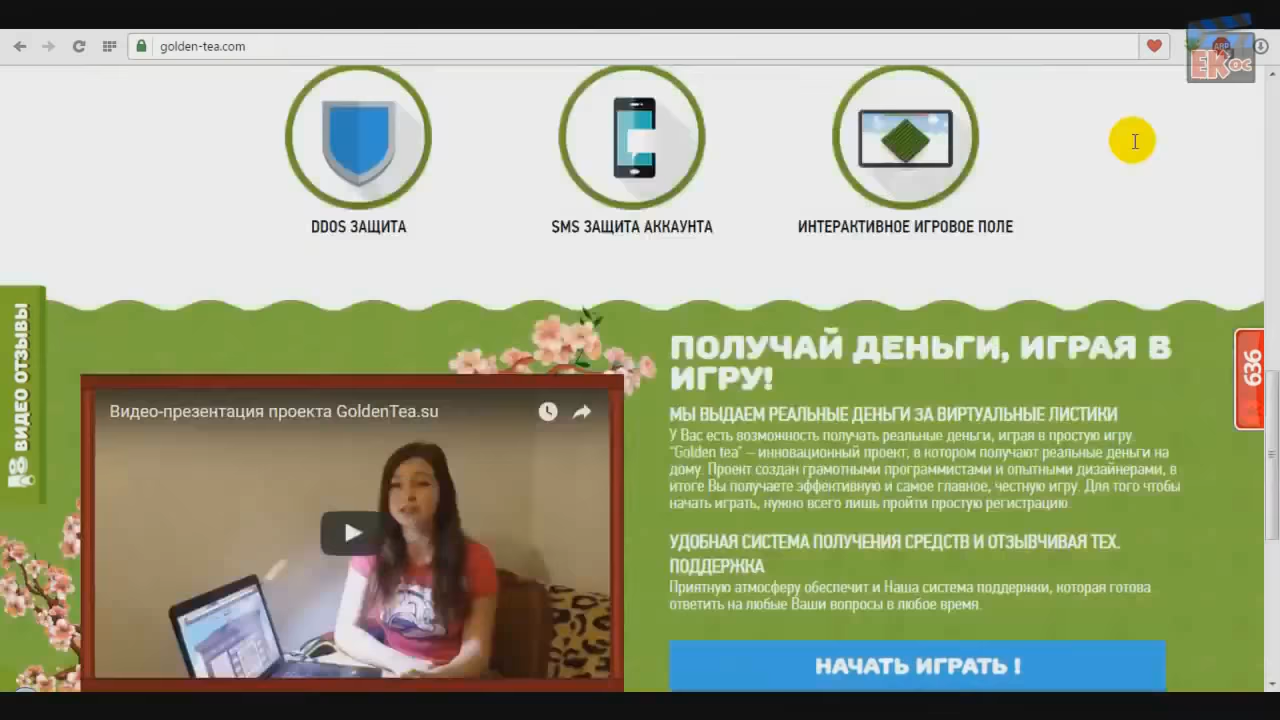 golden-tea.com
ЕКос
DDOS ЗАЩИТА
SMS ЗАЩИТА АККАУНТА
ИНТЕРАКТИВНОЕ ИГРОВОЕ ПОЛЕ
ВИДЕО ОТЗЫВЫ
636
Видео-презентация проекта GoldenTea.su
ПОЛУЧАЙ ДЕНЬГИ, ИГРАЯ В
ИГРУ!
МЫ ВЫДАЕМ РЕАЛЬНЫЕ ДЕНЬГИ ЗА ВИРТУАЛЬНЫЕ ЛИСТИКИ
У Вас есть возможность получать реальные деньги, играя в простую игру.
"Golden tea" – инновационный проект, в котором получают реальные деньги на
дому. Проект создан грамотными программистами и опытными дизайнерами, в
итоге Вы получаете эффективную и самое главное, честную игру. Для того чтобы
начать играть, нужно всего лишь пройти простую регистрацию.
УДОБНАЯ СИСТЕМА ПОЛУЧЕНИЯ СРЕДСТВ И ОТЗЫВЧИВАЯ ТЕХ.
ПОДДЕРЖКА
Приятную атмосферу обеспечит и Наша система поддержки, которая готова
ответить на любые Ваши вопросы в любое время.
НАЧАТЬ ИГРАТЬ !